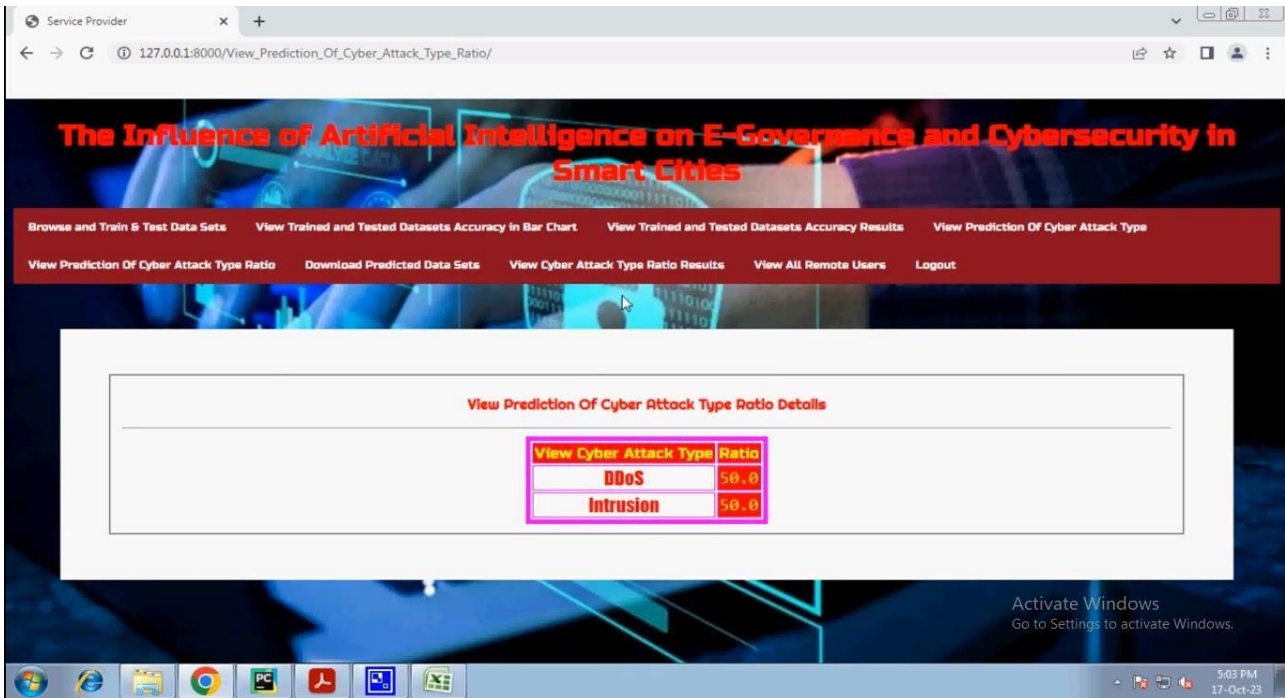 Service Provider
127.0.0.1:8000/View_Prediction_Of_Cyber_Attack_Type_Ratio/
The Influence of Artificial Intelligence on E-Governance and Cybersecurity in
Smart Cities
Browse and Train & Test Data Sets View Trained and Tested Datasets Accuracy in Bar Chart View Trained and Tested Datasets Accuracy Results View Prediction Of Cyber Attack Type
View Prediction Of Cyber Attack Type Ratio Download Predicted Data Sets View Cyber Attack Type Ratio Results View All Remote Users Logout
View Prediction Of Cyber Attack Type Ratio Details
View Cyber Attack Type Ratio
DDoS 50.0
Intrusion 50.0
Activate Windows
Go to Settings to activate Windows.
PC
5:03 PM
17-Oct-23